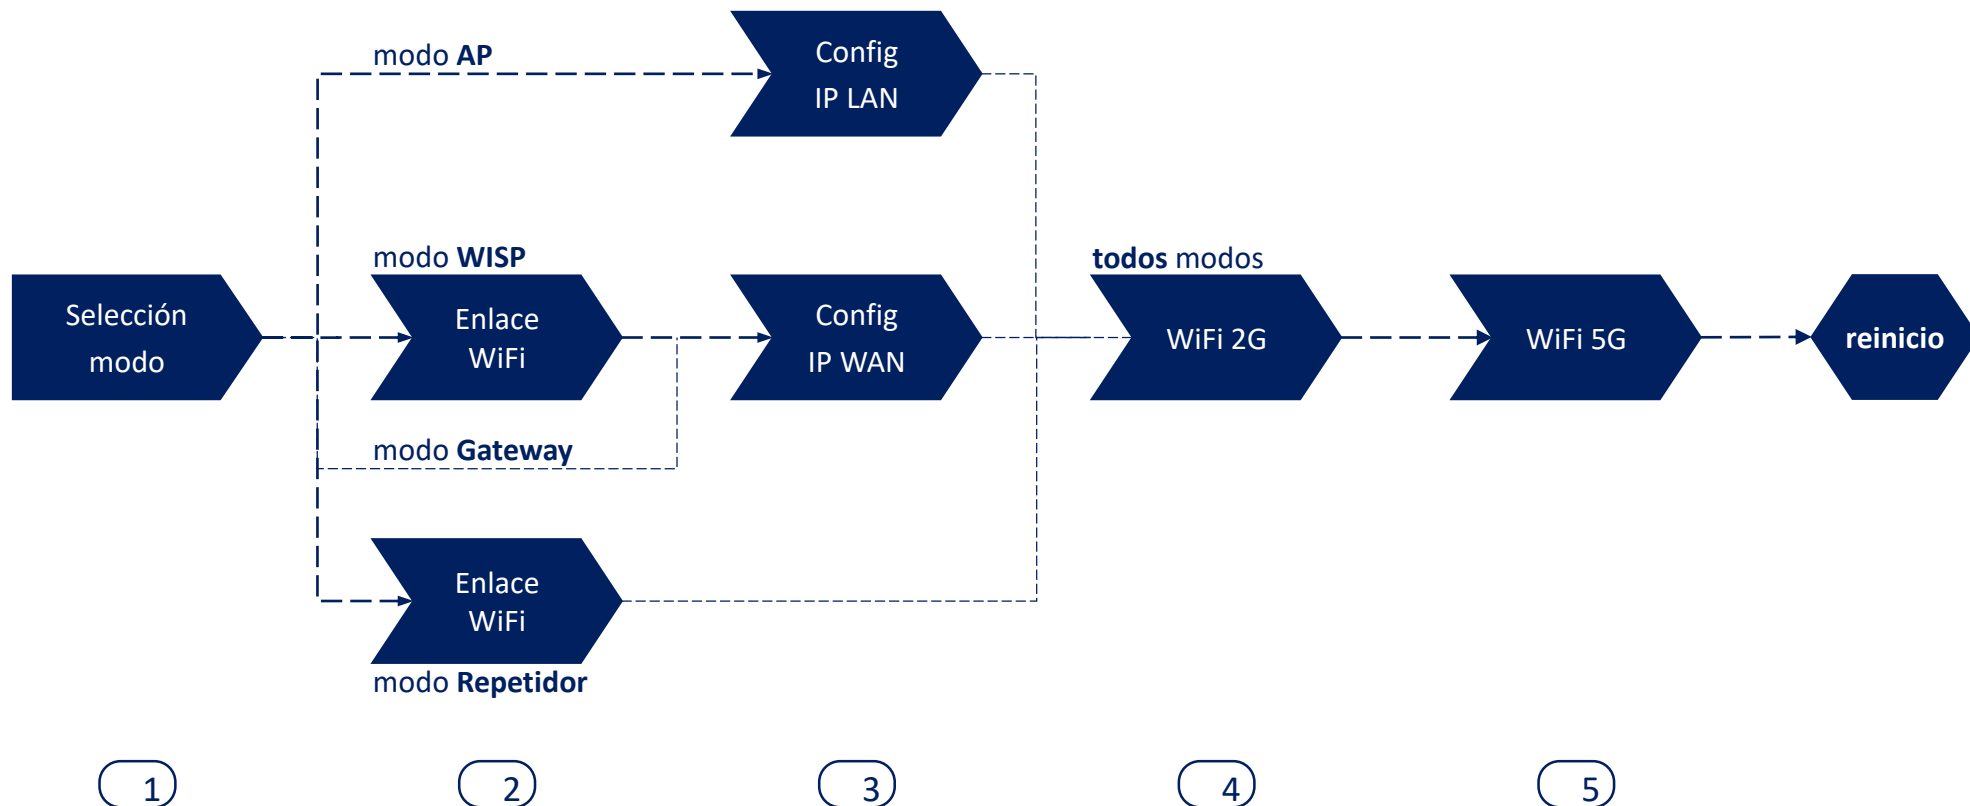 modo AP
Config
IP LAN
modo WISP
todos modos
Selección
modo
Enlace
WiFi
Config
IP WAN
WiFi 2G
WiFi 5G
reinicio
modo Gateway
Enlace
WiFi
modo Repetidor
1
2
3
4
5